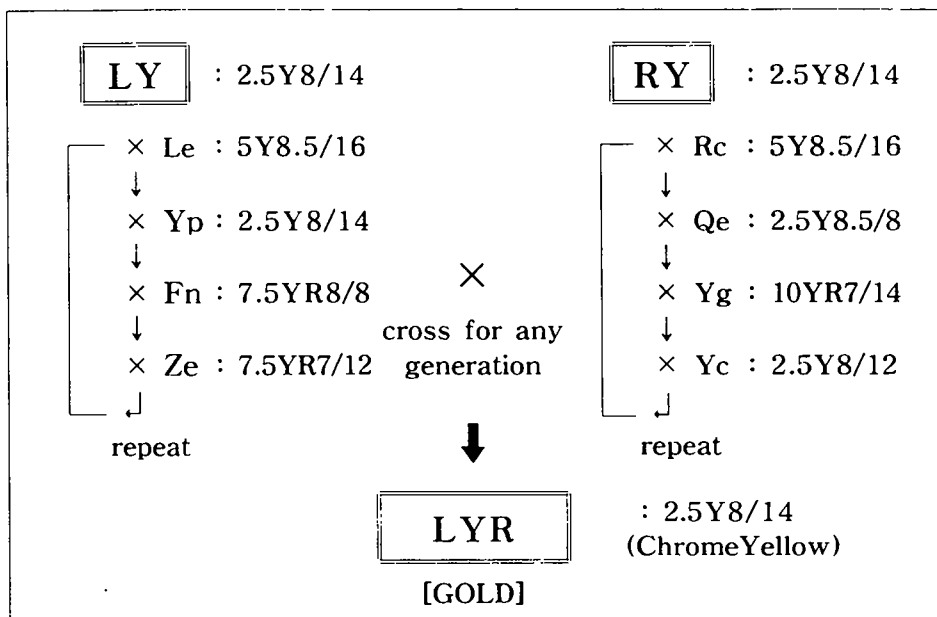 LY : 2.5Y8/14
× Le : 5Y8.5/16
↓
× Yp : 2.5Y8/14
↓
× Fn : 7.5YR8/8
↓
× Ze : 7.5YR7/12
↲
repeat
×
cross for any
generation
RY : 2.5Y8/14
× Rc : 5Y8.5/16
↓
× Qe : 2.5Y8.5/8
↓
× Yg : 10YR7/14
↓
× Yc : 2.5Y8/12
↲
repeat
LYR : 2.5Y8/14
(ChromeYellow)
[GOLD]